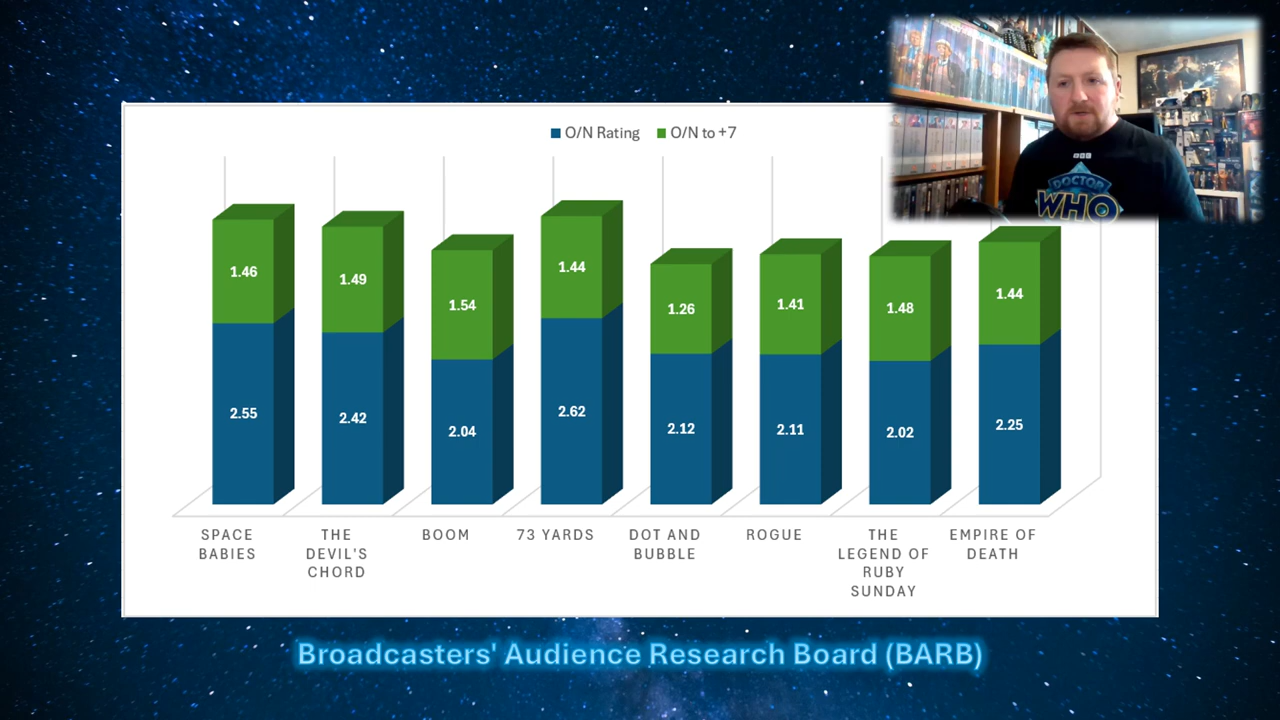 O/N Rating O/N to +7
BBC
DOCTOR
WHO
1.46 1.49 1.54 1.44 1.26 1.41 1.48 1.44
2.55 2.42 2.04 2.62 2.12 2.11 2.02 2.25
SPACE
BABIES
THE
DEVIL'S
CHORD
BOOM
73 YARDS
DOT AND
BUBBLE
ROGUE
THE
LEGEND OF
RUBY
SUNDAY
EMPIRE OF
DEATH
Broadcasters' Audience Research Board (BARB)